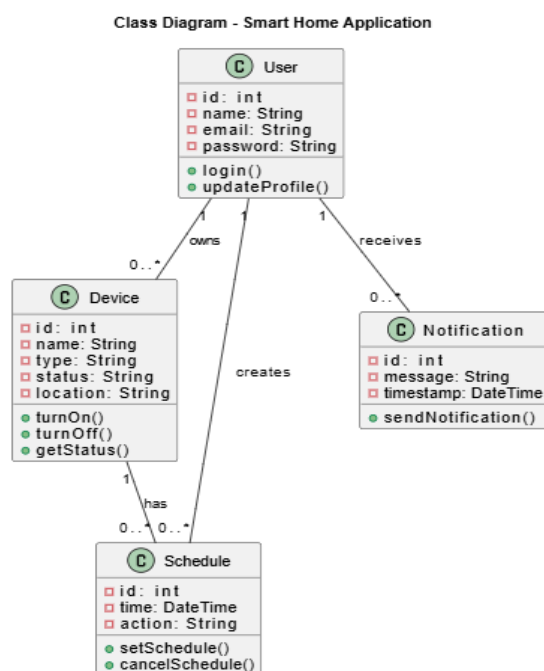 Class Diagram - Smart Home Application
C User
id: int
name: String
email: String
password: String
login()
updateProfile()
1
1
1
owns
receives
0..*
0..*
C Device
id: int
name: String
type: String
status: String
location: String
turnOn()
turnOff()
getStatus()
C Notification
id: int
message: String
timestamp: DateTime
sendNotification()
creates
1
has
0..*
0..*
C Schedule
id: int
time: DateTime
action: String
setSchedule()
cancelSchedule()